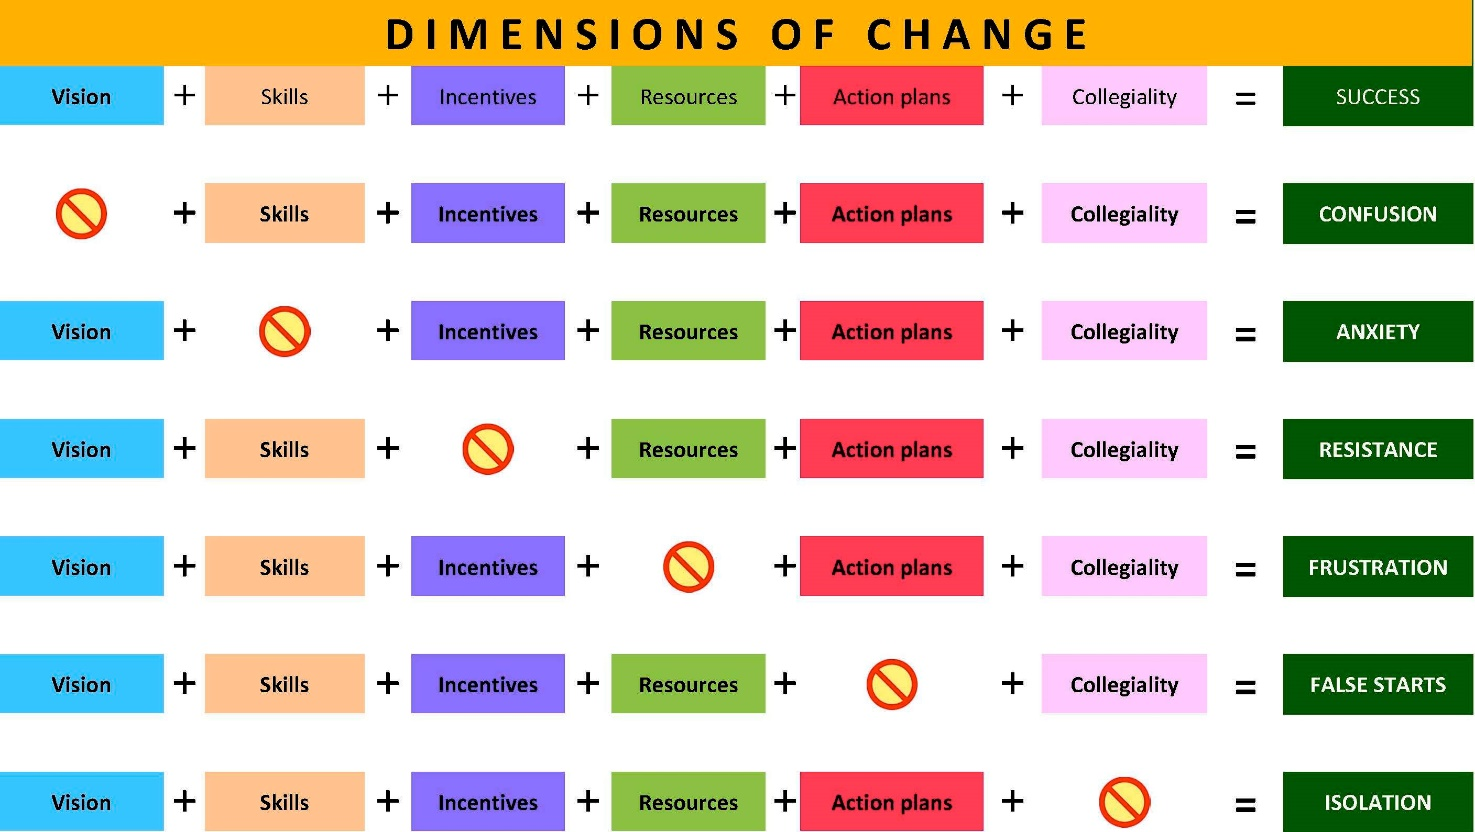 DIMENSIONS OF CHANGE
Vision + Skills + Incentives + Resources + Action plans + Collegiality = SUCCESS
+ Skills + Incentives + Resources + Action plans + Collegiality = CONFUSION
Vision + + Incentives + Resources + Action plans + Collegiality = ANXIETY
Vision + Skills + + Resources + Action plans + Collegiality = RESISTANCE
Vision + Skills + Incentives + + Action plans + Collegiality = FRUSTRATION
Vision + Skills + Incentives + Resources + + Collegiality = FALSE STARTS
Vision + Skills + Incentives + Resources + Action plans + = ISOLATION